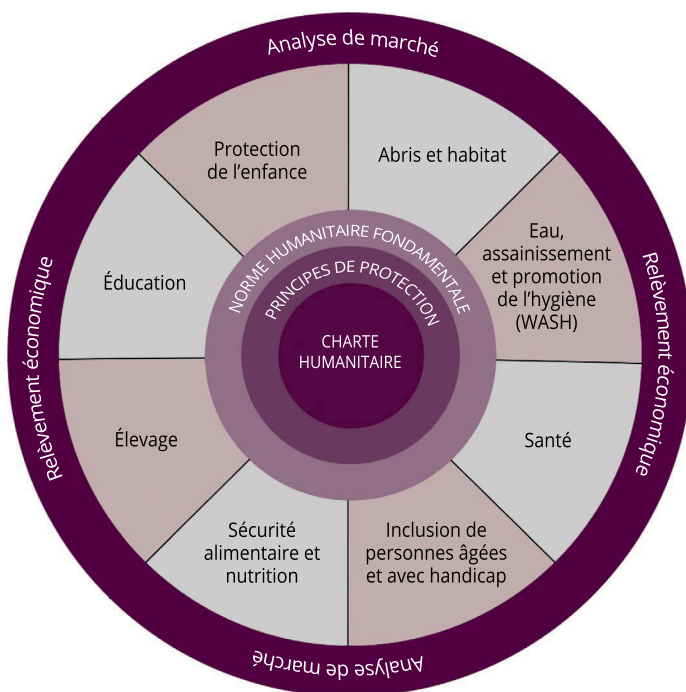 Analyse de marché
Protection
de l’enfance
Abris et habitat
Eau,
assainissement
et promotion
de l’hygiène
(WASH)
Éducation
Relèvement économique
Relèvement économique
NORME HUMANITAIRE FONDAMENTALE
PRINCIPES DE PROTECTION
CHARTE
HUMANITAIRE
Élevage
Santé
Sécurité
alimentaire et
nutrition
Inclusion de
personnes âgées
et avec handicap
Analyse de marché